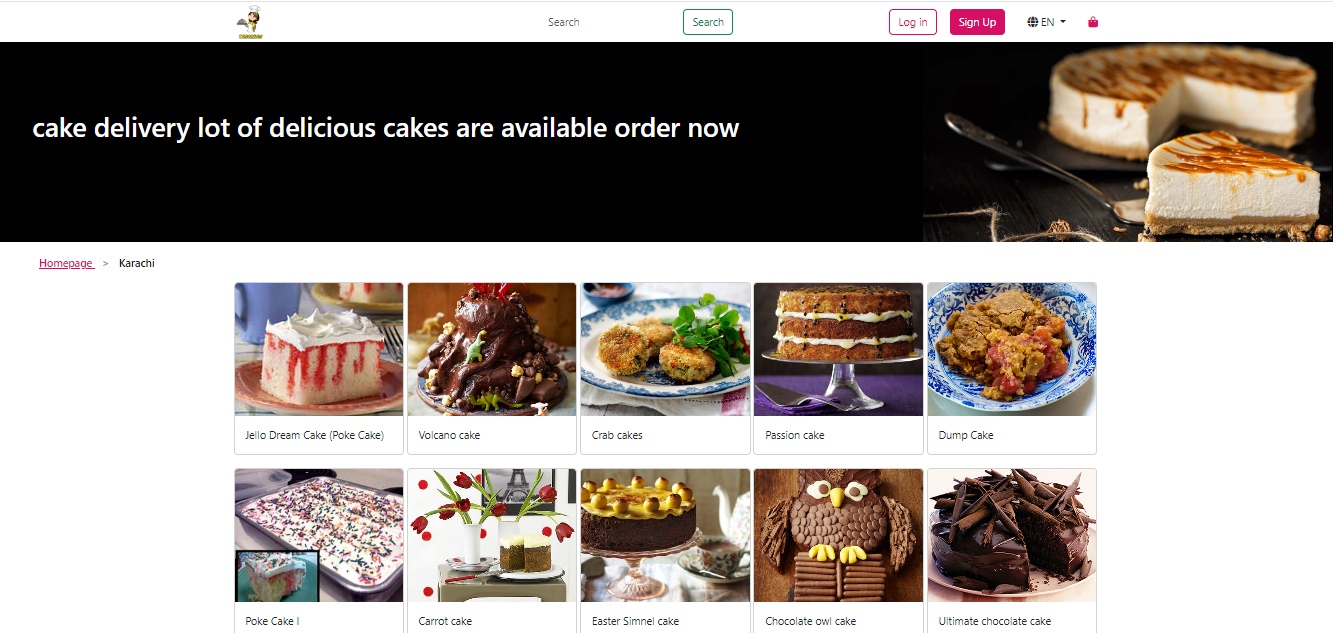 Search
Search
Log in
Sign Up
EN
cake delivery lot of delicious cakes are available order now
Homepage > Karachi
Jello Dream Cake (Poke Cake)
Volcano cake
Crab cakes
Passion cake
Dump Cake
Poke Cake I
Carrot cake
Easter Simnel cake
Chocolate owl cake
Ultimate chocolate cake